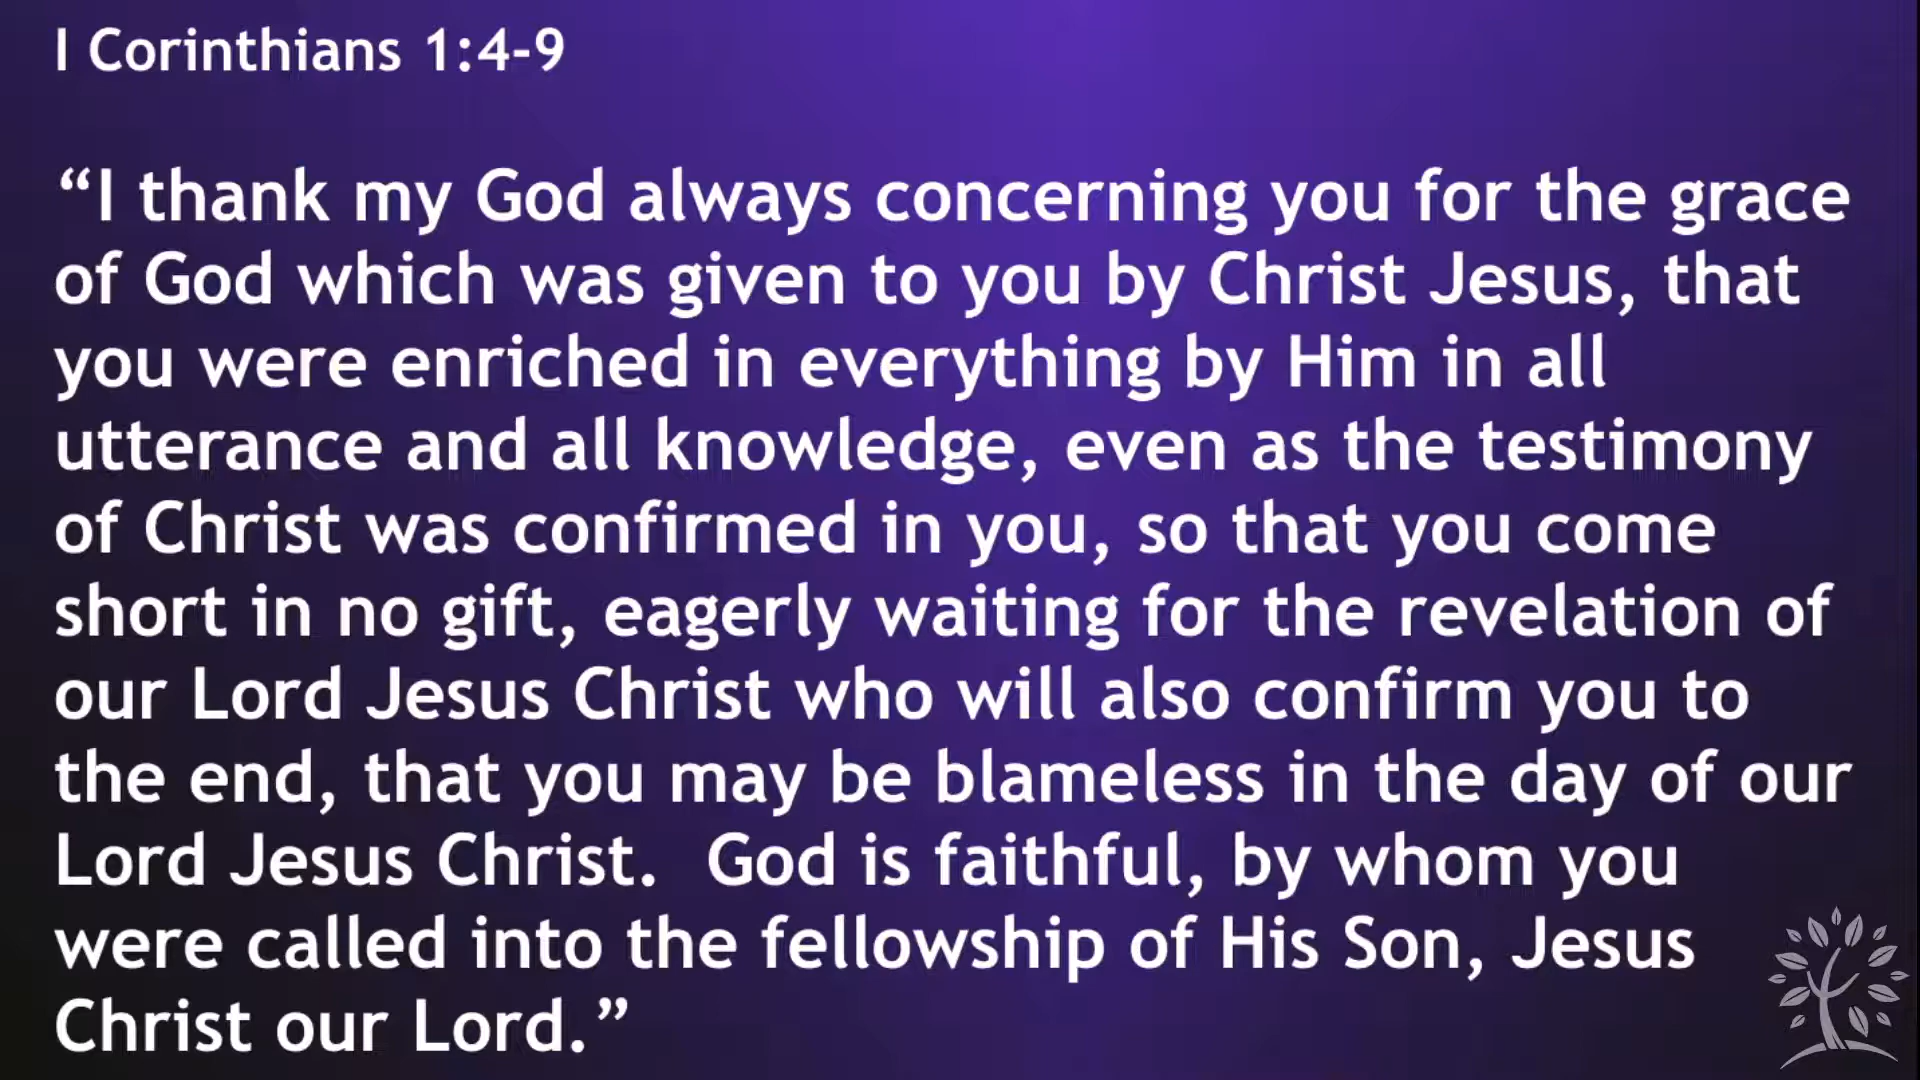 I Corinthians 1:4-9
“I thank my God always concerning you for the grace
of God which was given to you by Christ Jesus, that
you were enriched in everything by Him in all
utterance and all knowledge, even as the testimony
of Christ was confirmed in you, so that you come
short in no gift, eagerly waiting for the revelation of
our Lord Jesus Christ who will also confirm you to
the end, that you may be blameless in the day of our
Lord Jesus Christ.  God is faithful, by whom you
were called into the fellowship of His Son, Jesus
Christ our Lord.”